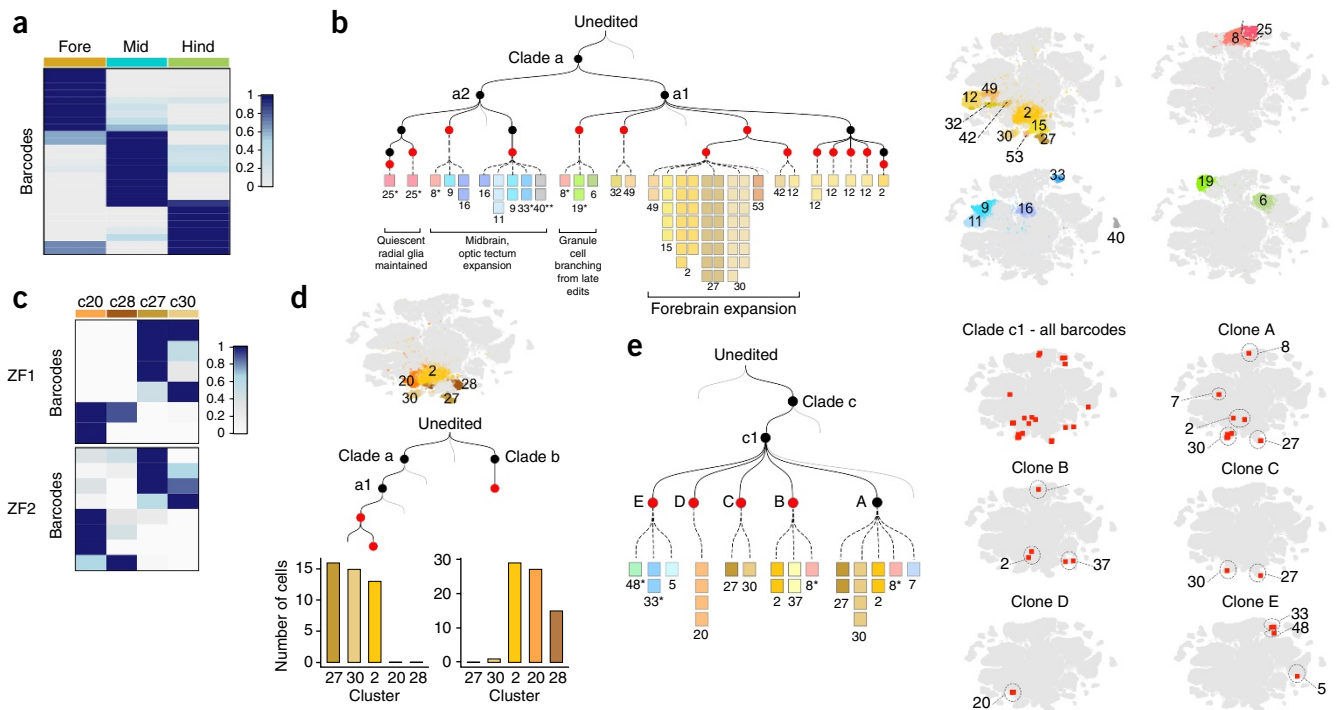 a
Fore Mid Hind
Barcodes
1
0.8
0.6
0.4
0.2
0
b
Unedited
Clade a
a2
a1
25* 25* 8* 9 16 16 11 9 33* 40** 8* 19* 6 32 49 49 15 2 27 30 53 42 12 12 12 12 12 2
Quiescent
radial glia
maintained
Midbrain,
optic tectum
expansion
Granule
cell
branching
from late
edits
Forebrain expansion
12 49 2 15 32 42 30 53 27
8 25
33 9 11 16 40
19 6
c
c20 c28 c27 c30
ZF1
Barcodes
1
0.8
0.6
0.4
0.2
0
ZF2
Barcodes
d
20 2 28 30 27
Unedited
Clade a
Clade b
a1
Number of cells
15
10
5
0
27 30 2 20 28
Cluster
30
20
10
0
27 30 2 20 28
Cluster
e
Unedited
Clade c
c1
E D C B A
48* 33* 5 20 27 30 2 37 8* 27 30 2 8* 7
Clade c1 - all barcodes
Clone A
8
7
2
30 27
Clone B
2 37
Clone C
30 27
Clone D
20
Clone E
33
48
5